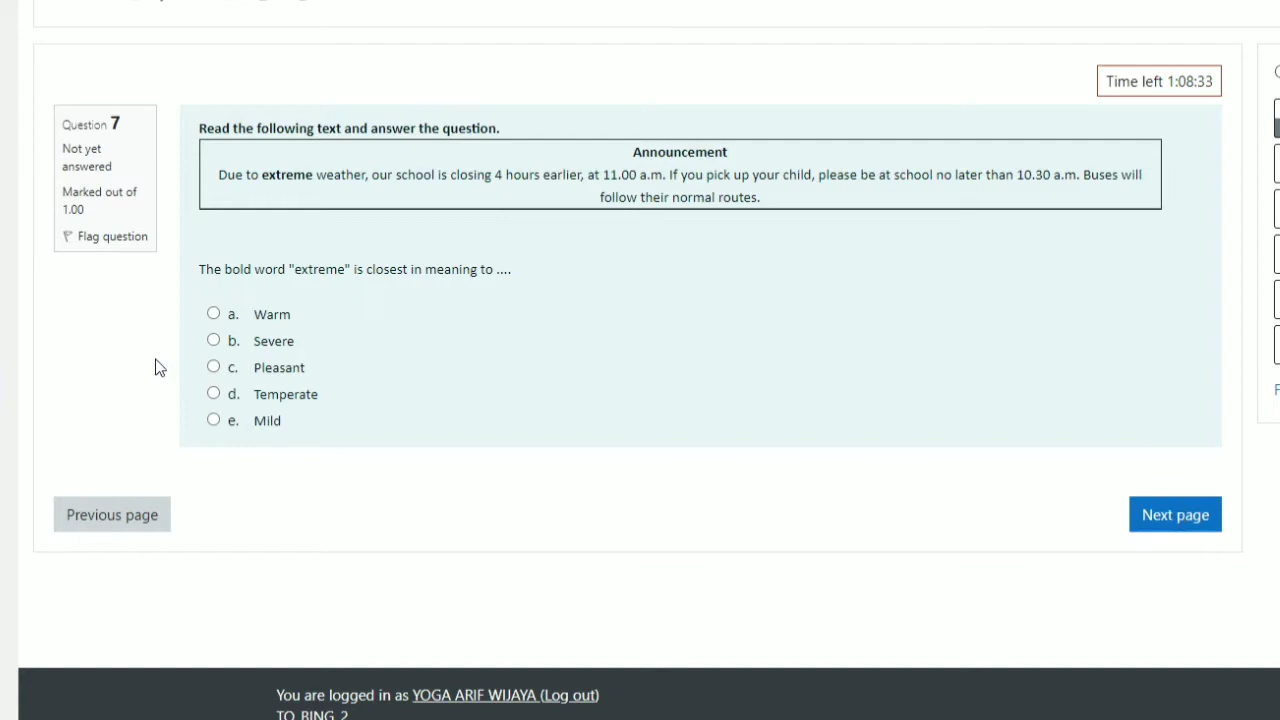 Time left 1:08:33
Question 7
Not yet
answered
Marked out of
1.00
Flag question
Read the following text and answer the question.
Announcement
Due to extreme weather, our school is closing 4 hours earlier, at 11.00 a.m. If you pick up your child, please be at school no later than 10.30 a.m. Buses will
follow their normal routes.
The bold word "extreme" is closest in meaning to ....
a. Warm
b. Severe
c. Pleasant
d. Temperate
e. Mild
Previous page
Next page
You are logged in as YOGA ARIF WIJAYA (Log out)
TO_BING_2